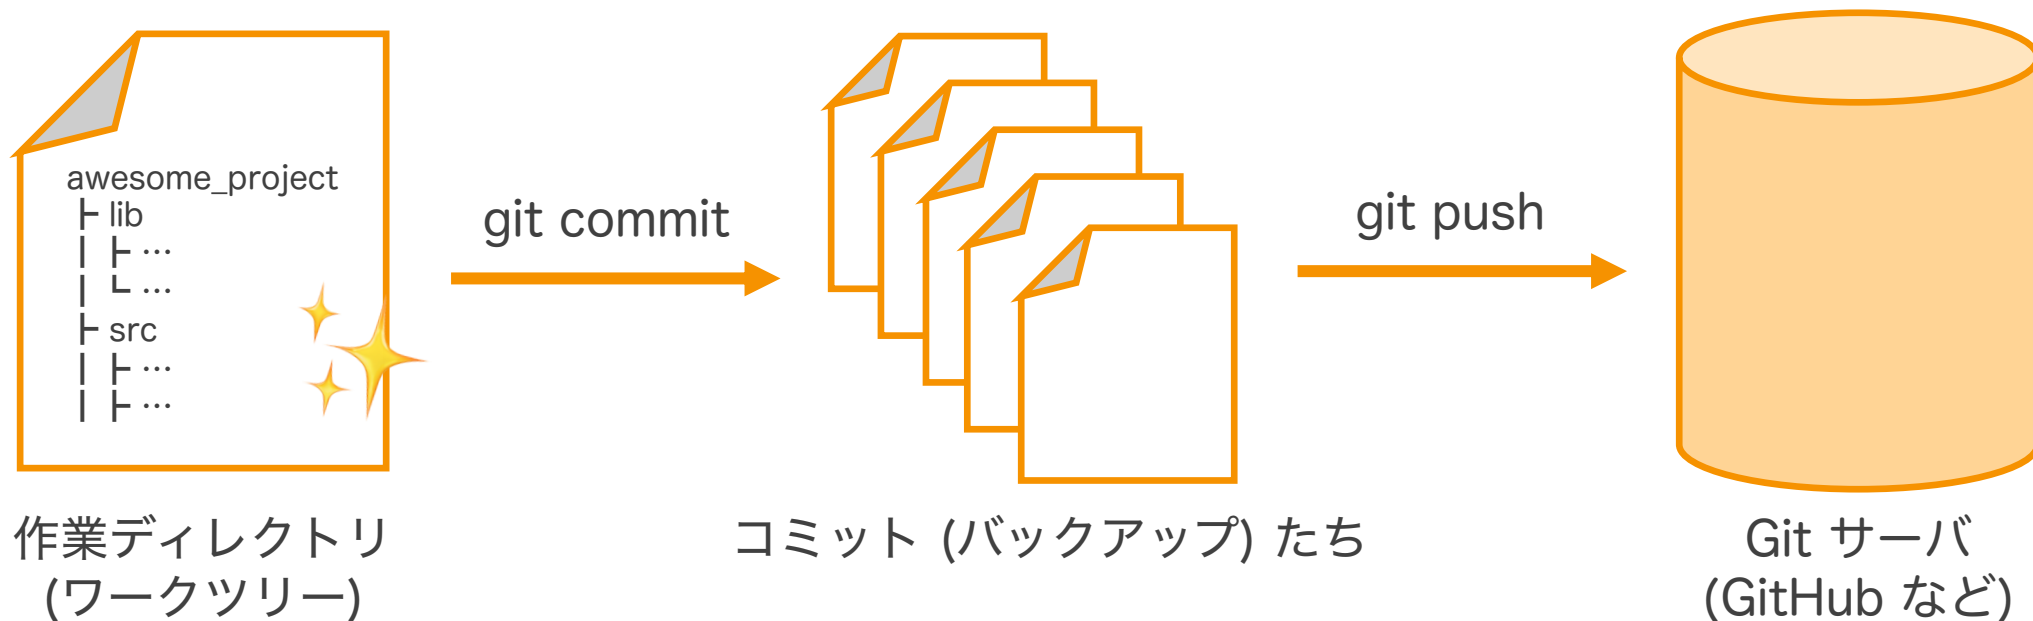 awesome_project
├ lib
│ ├ …
│ └ …
├ src
│ ├ …
│ ├ …
作業ディレクトリ
(ワークツリー)
git commit
コミット (バックアップ) たち
git push
Git サーバ
(GitHub など)